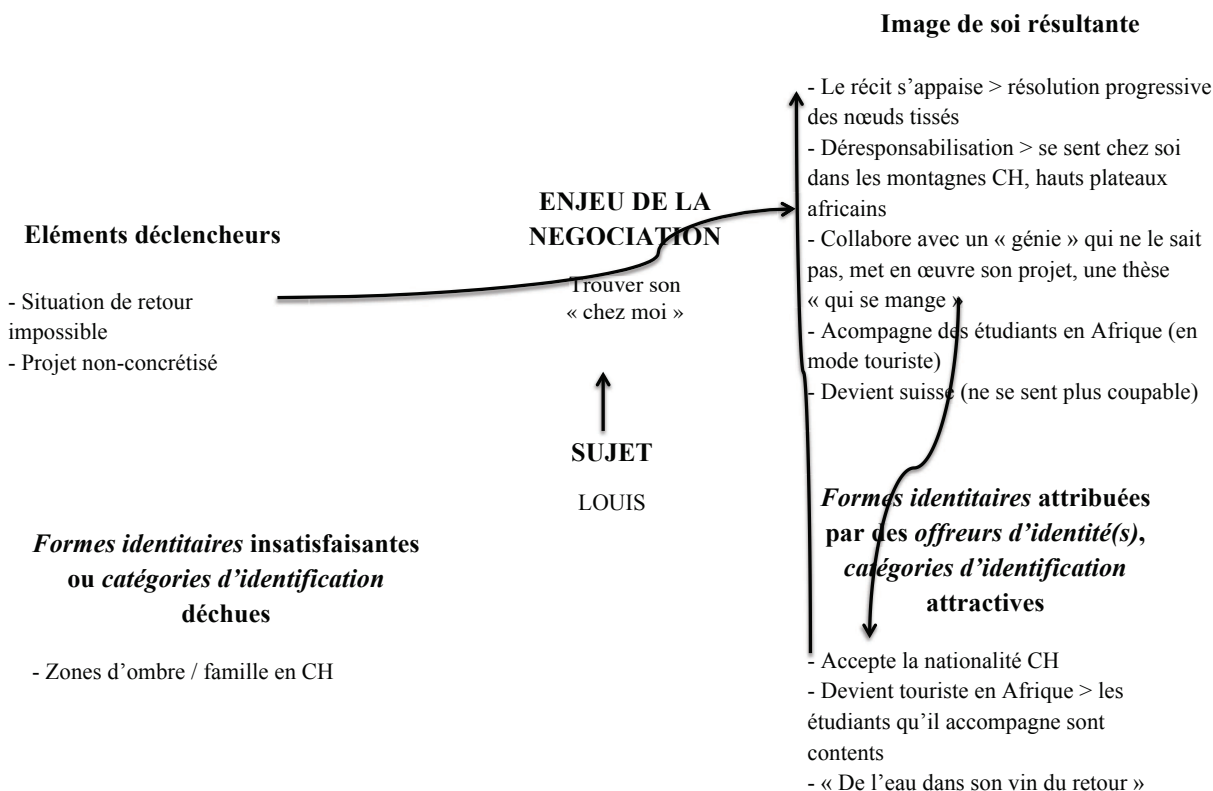 Image de soi résultante
- Le récit s’appaise > résolution progressive
des nœuds tissés
- Déresponsabilisation > se sent chez soi
dans les montagnes CH, hauts plateaux
africains
- Collabore avec un « génie » qui ne le sait
pas, met en œuvre son projet, une thèse
« qui se mange »
- Acompagne des étudiants en Afrique (en
mode touriste)
- Devient suisse (ne se sent plus coupable)
ENJEU DE LA
NEGOCIATION
Trouver son
« chez moi »
Eléments déclencheurs
- Situation de retour
impossible
- Projet non-concrétisé
SUJET
LOUIS
Formes identitaires insatisfaisantes
ou catégories d’identification
déchues
- Zones d’ombre / famille en CH
Formes identitaires attribuées
par des offreurs d’identité(s),
catégories d’identification
attractives
- Accepte la nationalité CH
- Devient touriste en Afrique > les
étudiants qu’il accompagne sont
contents
- « De l’eau dans son vin du retour »